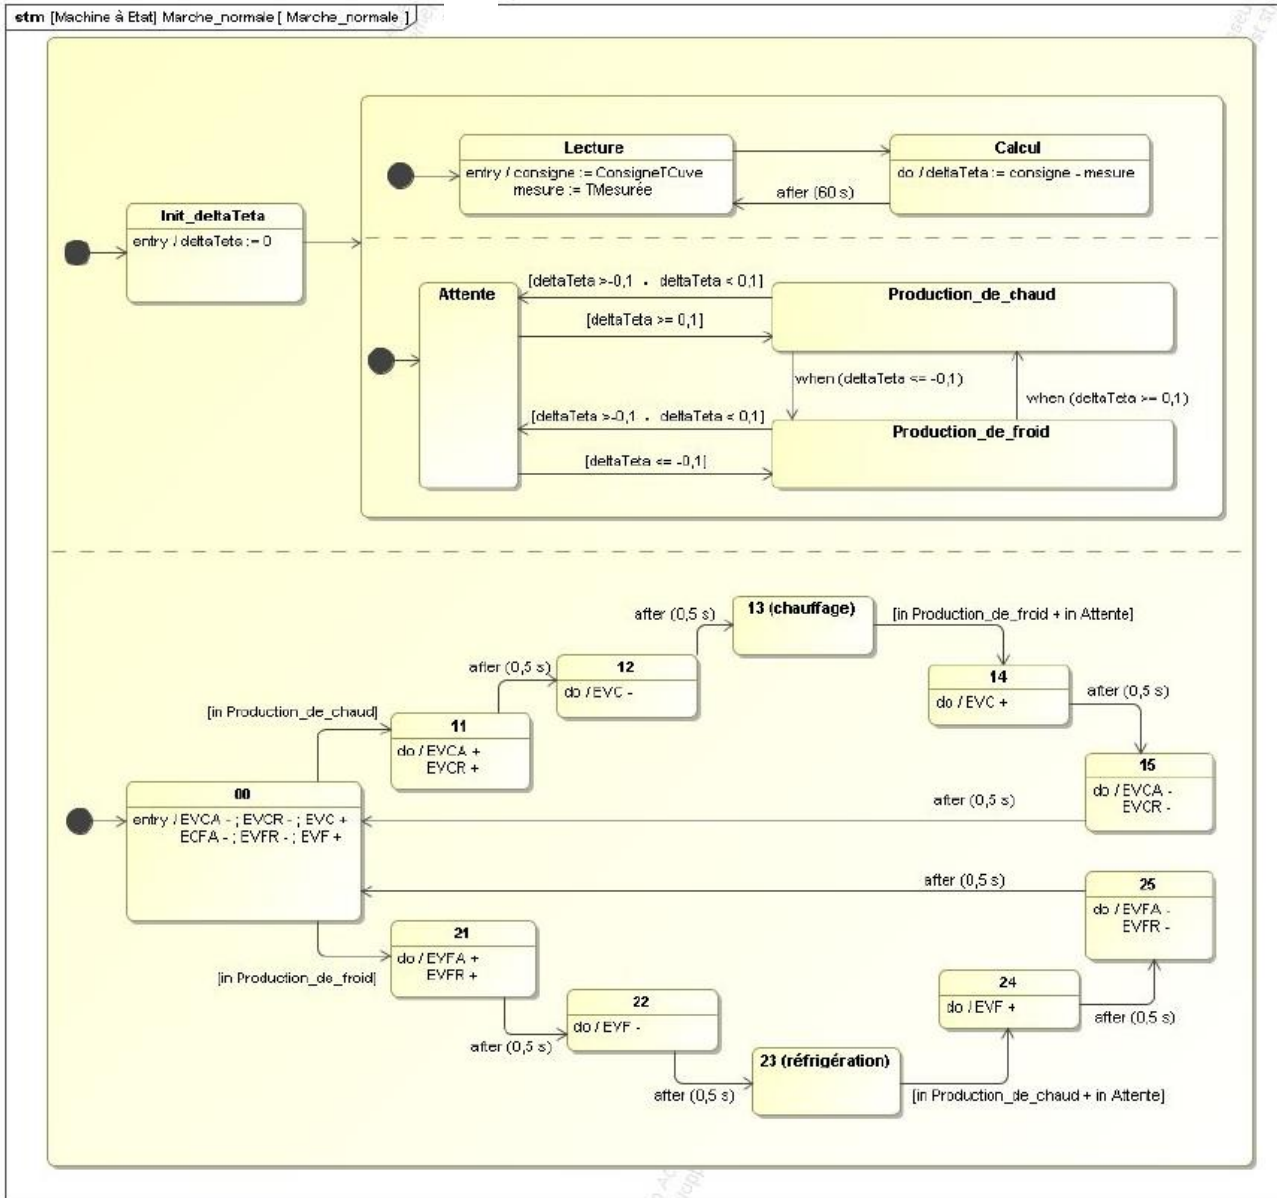 stm [Machine à Etat] Marche_normale [ Marche_normale ]
Lecture
entry / consigne := ConsigneTCuve
mesure := TMesurée
Calcul
do / deltaTeta := consigne - mesure
after (60 s)
Init_deltaTeta
entry / deltaTeta := 0
Attente
[deltaTeta >-0,1 . deltaTeta < 0,1]
Production_de_chaud
[deltaTeta >= 0,1]
when (deltaTeta <= -0,1)
when (deltaTeta >= 0,1)
[deltaTeta >-0,1 . deltaTeta < 0,1]
Production_de_froid
[deltaTeta <= -0,1]
after (0,5 s)
13 (chauffage)
[in Production_de_froid + in Attente]
after (0,5 s)
12
do / EVC -
14
do / EVC +
after (0,5 s)
[in Production_de_chaud]
11
do / EVCA +
EVCR +
15
do / EVCA -
EVCR -
00
entry / EVCA - ; EVCR - ; EVC +
ECFA - ; EVFR - ; EVF +
after (0,5 s)
after (0,5 s)
25
do / EVFA -
EVFR -
21
do / EVFA +
EVFR +
[in Production_de_froid]
22
do / EVF -
after (0,5 s)
24
do / EVF +
after (0,5 s)
23 (réfrigération)
after (0,5 s)
[in Production_de_chaud + in Attente]